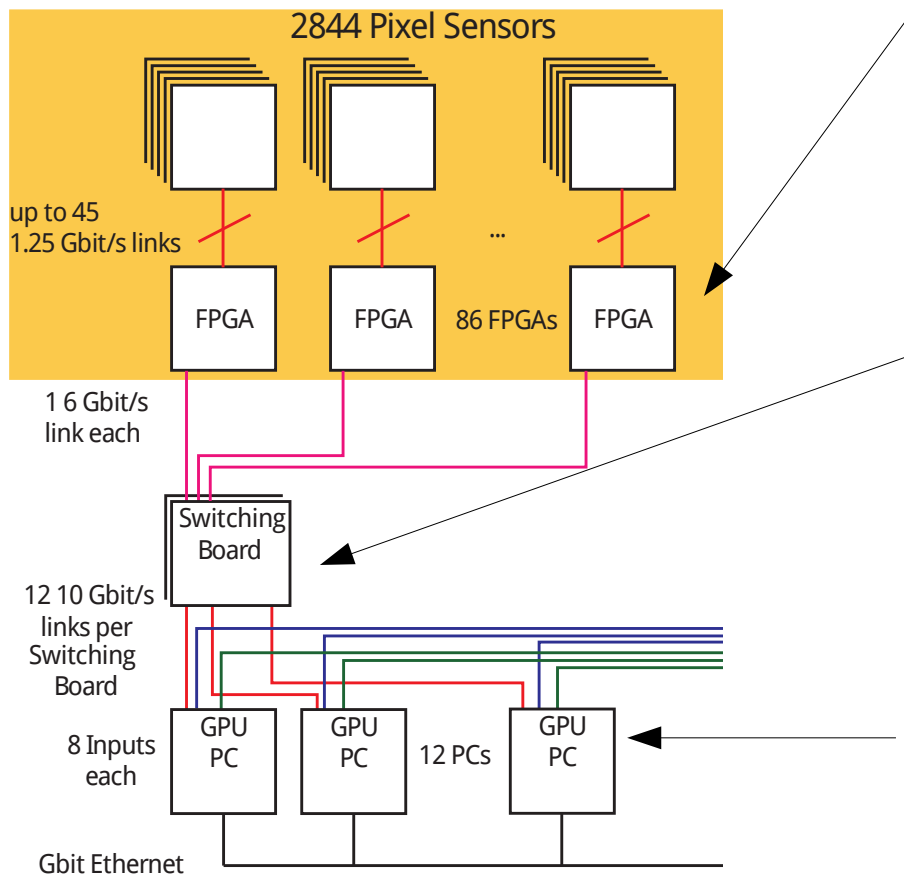 2844 Pixel Sensors
up to 45
1.25 Gbit/s links
...
FPGA
FPGA
86 FPGAs
FPGA
1 6 Gbit/s
link each
Switching
Board
12 10 Gbit/s
links per
Switching
Board
8 Inputs
each
GPU
PC
GPU
PC
12 PCs
GPU
PC
Gbit Ethernet